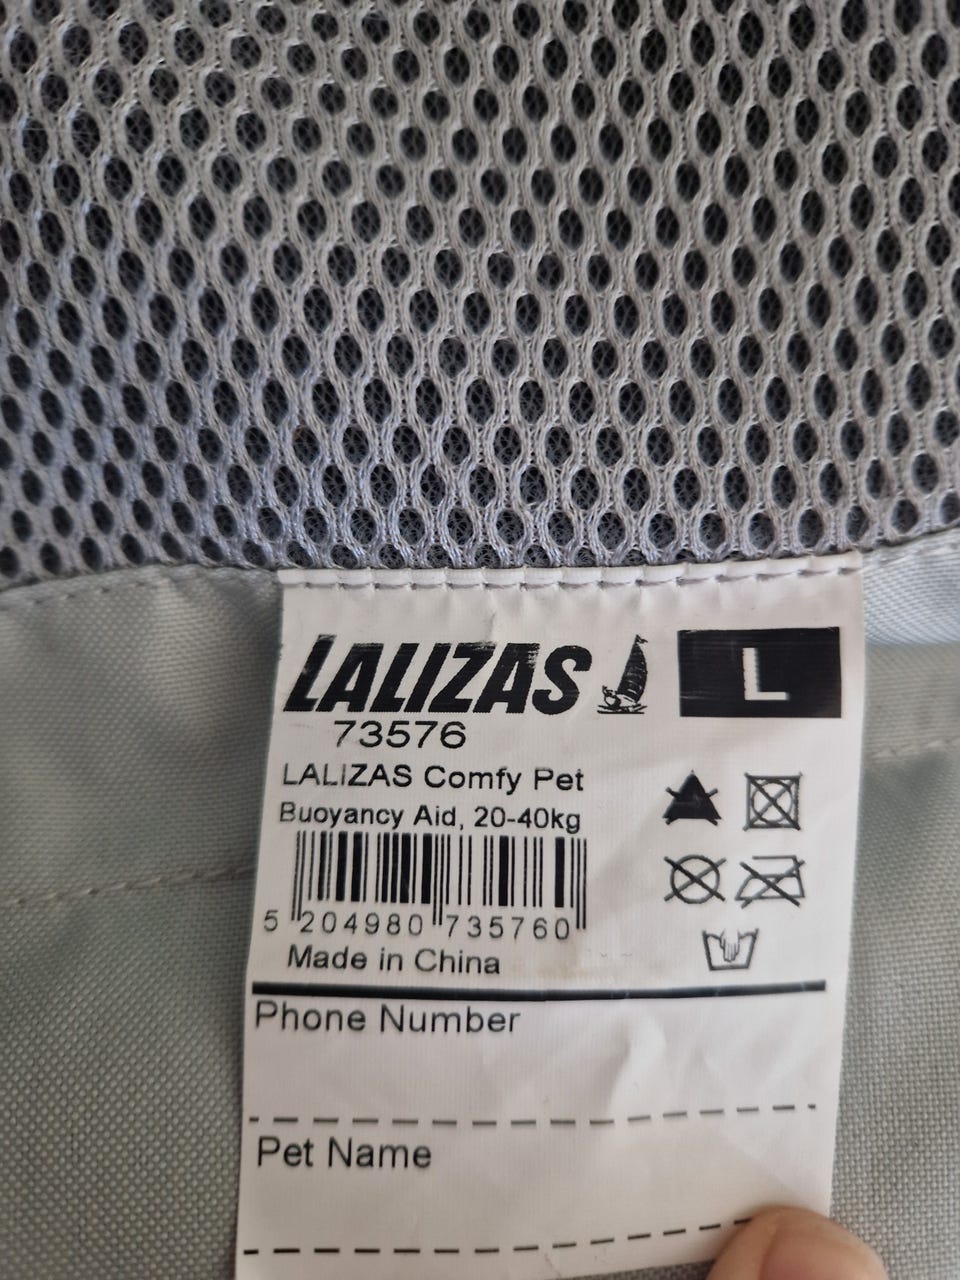 LALIZAS
L
73576
LALIZAS Comfy Pet
Buoyancy Aid, 20-40kg
5 204980 735760
Made in China
Phone Number
Pet Name